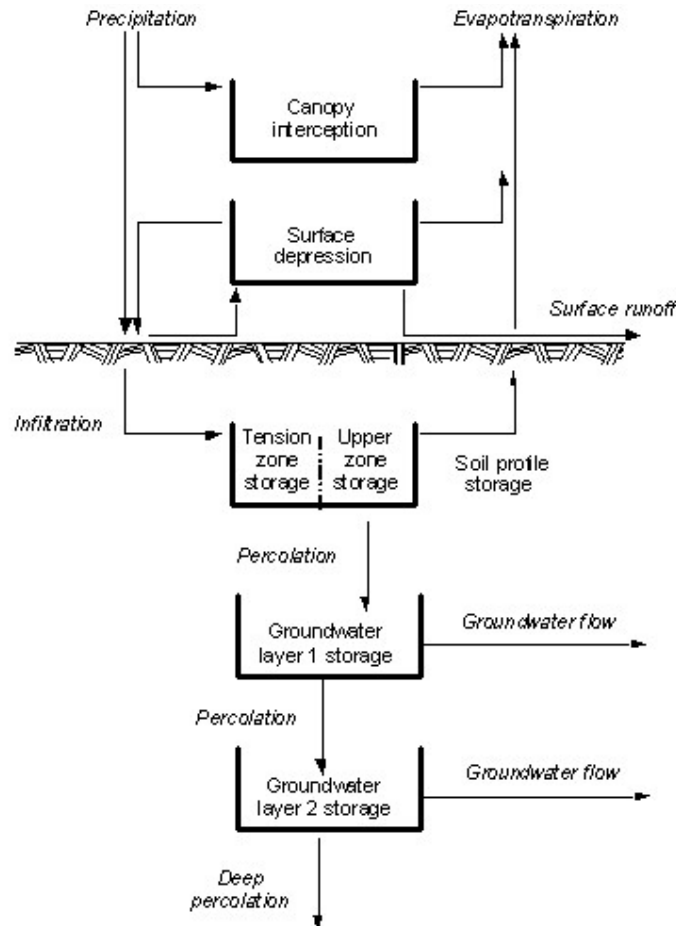 Precipitation
Evapotranspiration
Canopy
interception
Surface
depression
Surface runoff
Infiltration
Tension
zone
storage
Upper
zone
storage
Soil profile
storage
Percolation
Groundwater
layer 1 storage
Groundwater flow
Percolation
Groundwater
layer 2 storage
Groundwater flow
Deep
percolation